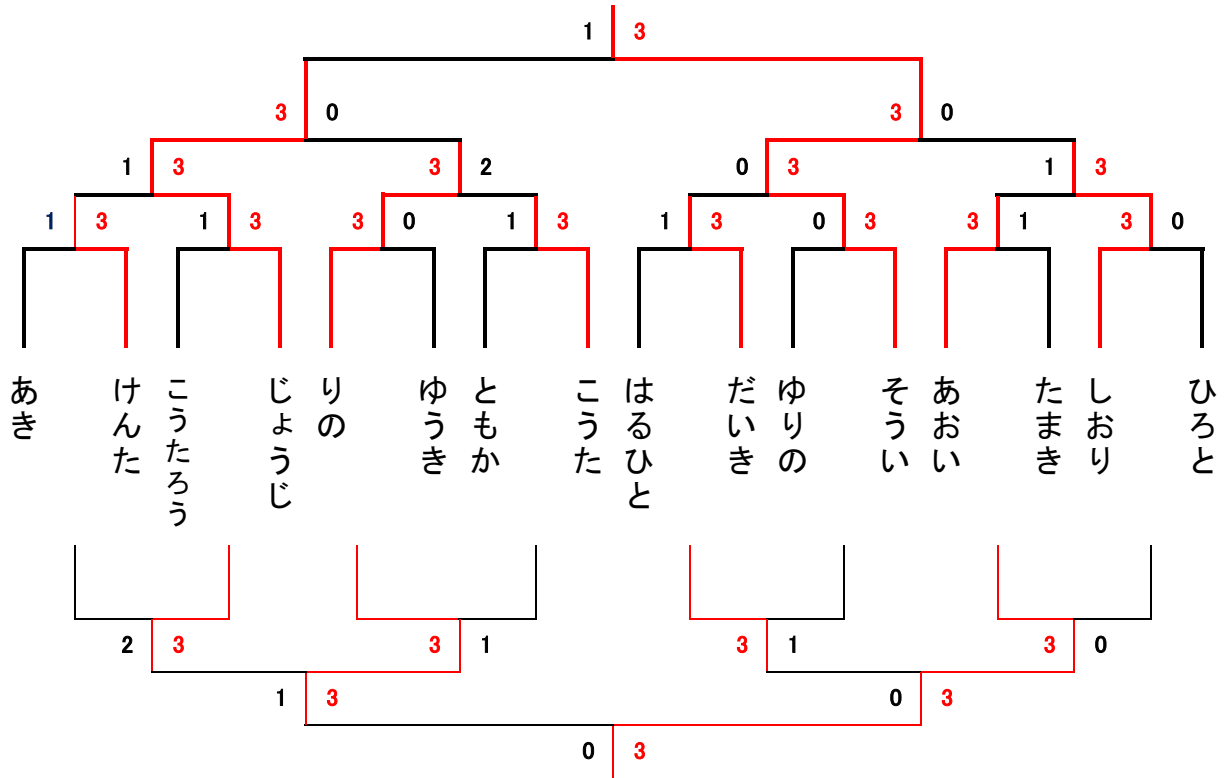 1 3
3 0 3 0
1 3 3 2 0 3 1 3
1 3 1 3 3 0 1 3 1 3 0 3 3 1 3 0
あき
けんた
こうたろう
じょうじ
りの
ゆうき
ともか
こうた
はるひと
だいき
ゆりの
そうい
あおい
たまき
しおり
ひろと
2 3 3 1 3 1 3 0
1 3 0 3
0 3